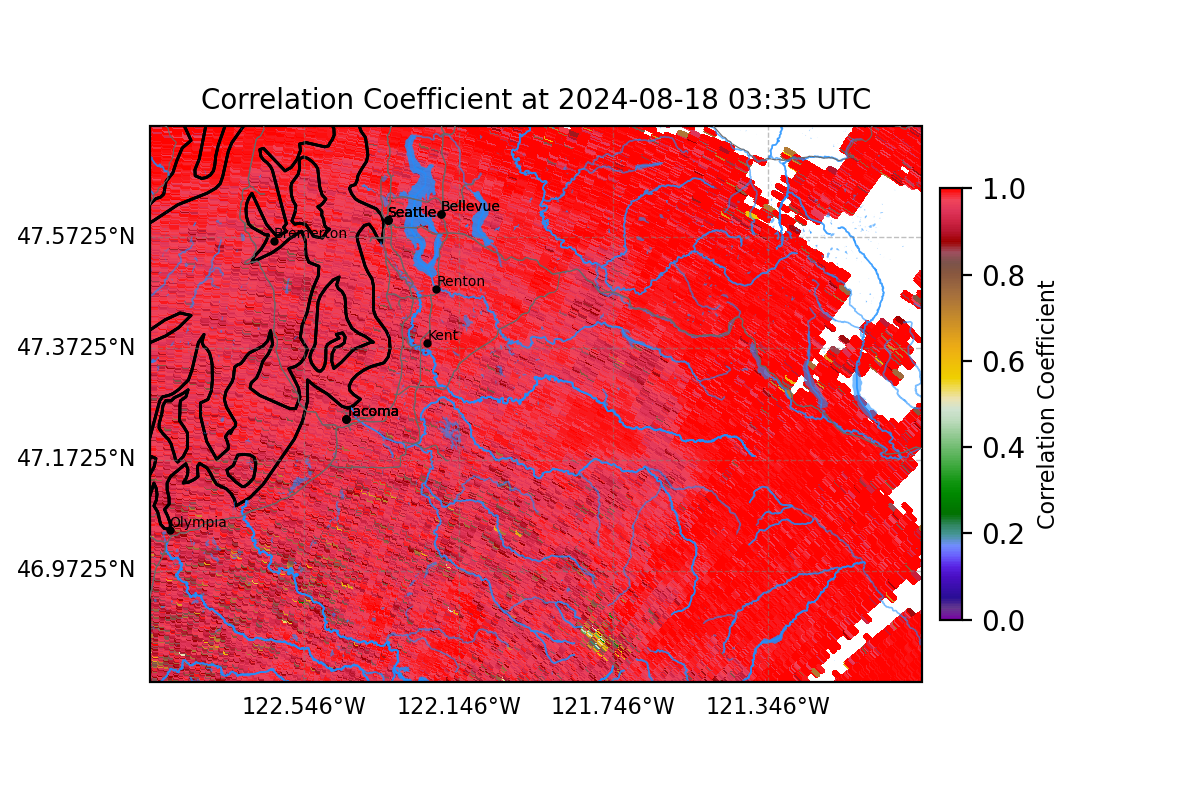 Correlation Coefficient at 2024-08-18 03:35 UTC
47.5725°N
47.3725°N
47.1725°N
46.9725°N
Seattle
Bellevue
Bremerton
Renton
Kent
Tacoma
Olympia
122.546°W
122.146°W
121.746°W
121.346°W
1.0
0.8
0.6
0.4
0.2
0.0
Correlation Coefficient